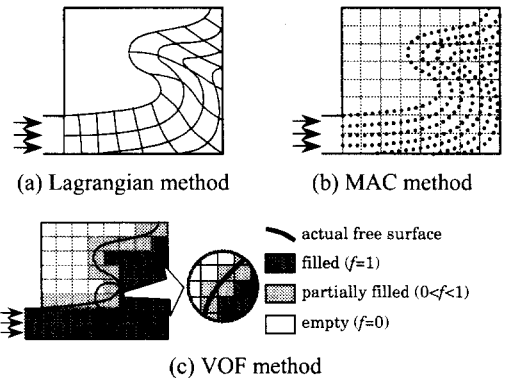 (a) Lagrangian method
(b) MAC method
actual free surface
filled (f=1)
partially filled (0<f<1)
empty (f=0)
(c) VOF method